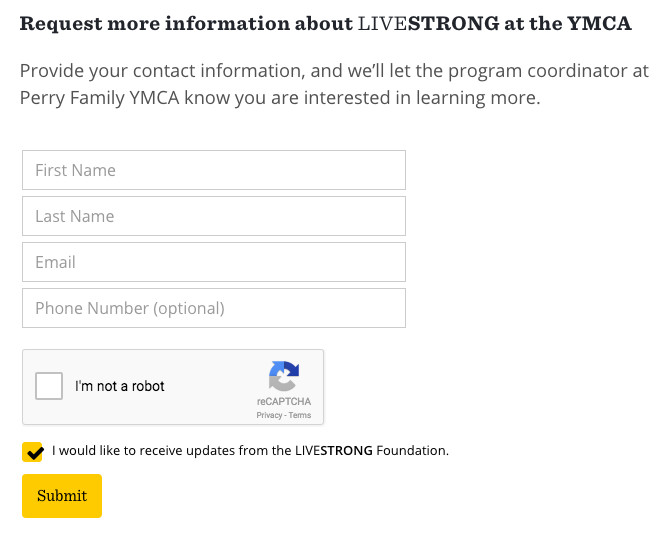 Request more information about LIVESTRONG at the YMCA
Provide your contact information, and we’ll let the program coordinator at
Perry Family YMCA know you are interested in learning more.
First Name
Last Name
Email
Phone Number (optional)
I'm not a robot
reCAPTCHA
Privacy - Terms
I would like to receive updates from the LIVESTRONG Foundation.
Submit